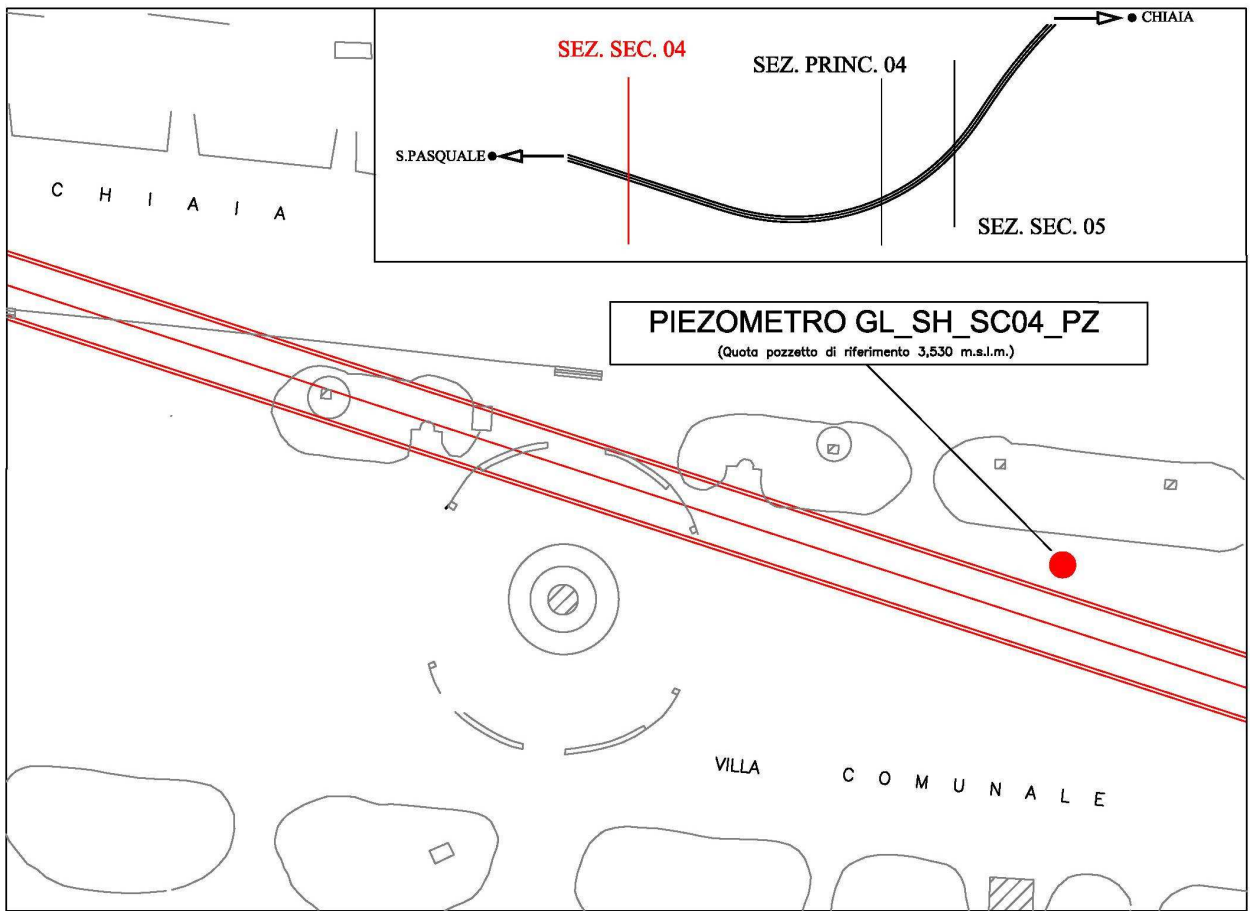 CHIAIA
SEZ. SEC. 04
SEZ. PRINC. 04
S.PASQUALE
SEZ. SEC. 05
C H I A I A
PIEZOMETRO GL_SH_SC04_PZ
(Quota pozzetto di riferimento 3,530 m.s.l.m.)
VILLA C O M U N A L E